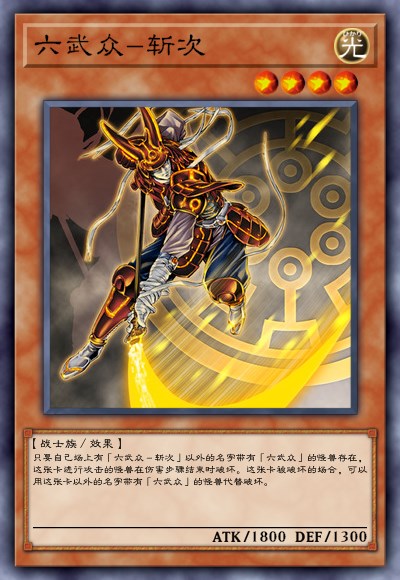 六武众－斩次
ひかり
光
【战士族／效果】
只要自己场上有「六武众－斩次」以外的名字带有「六武众」的怪兽存在，
这张卡进行攻击的怪兽在伤害步骤结束时破坏。这张卡被破坏的场合，可以
用这张卡以外的名字带有「六武众」的怪兽代替破坏。
ATK/1800 DEF/1300